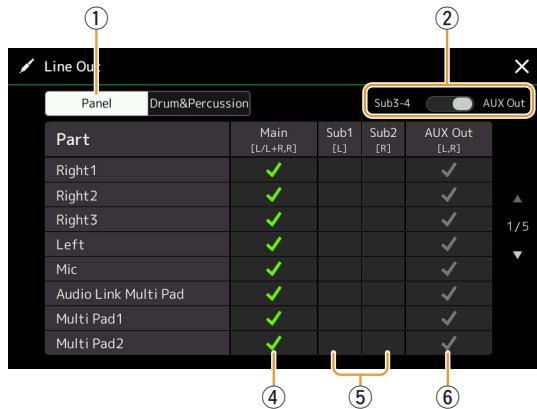 ① ②
Line Out
Panel Drum&Percussion Sub3-4 AUX Out
Part Main Sub1 Sub2 AUX Out
[L/L+R,R] [L] [R] [L,R]
Right1
Right2
Right3
1/5
Left
Mic
Audio Link Multi Pad
Multi Pad1
Multi Pad2
④ ⑤ ⑥